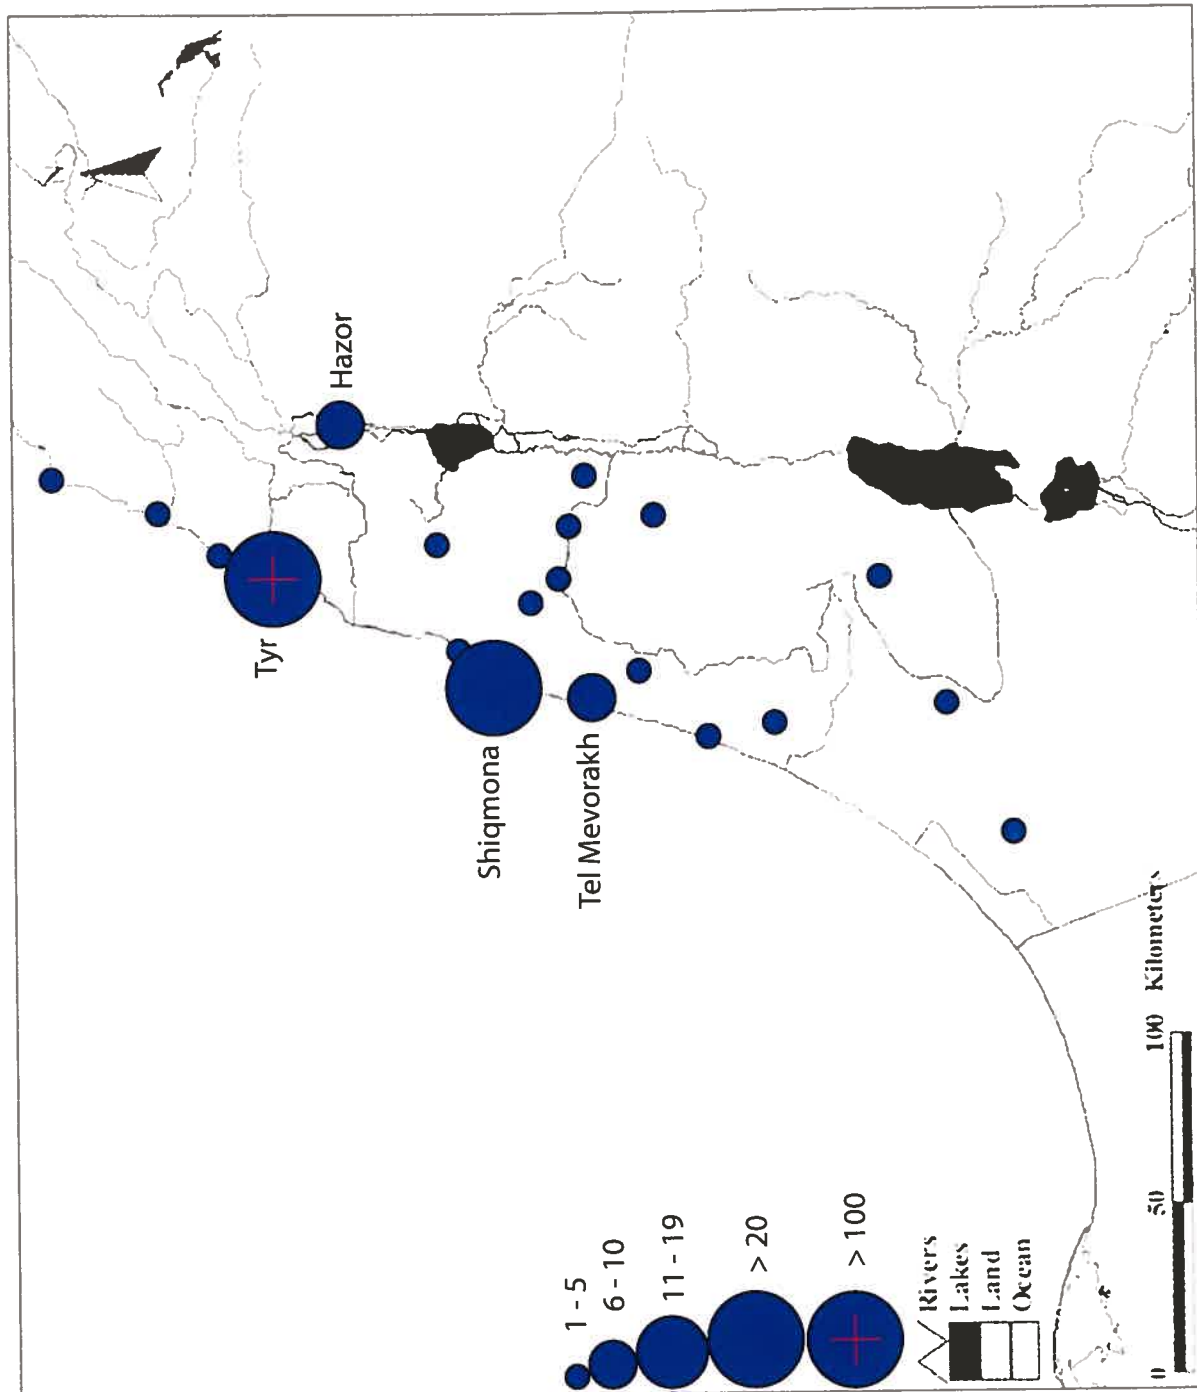 Hazor
Tyr
Shiqmona
Tel Mevorakh
1 - 5
6 - 10
11 - 19
> 20
> 100
Rivers
Lakes
Land
Ocean
0 50 100 Kilometers